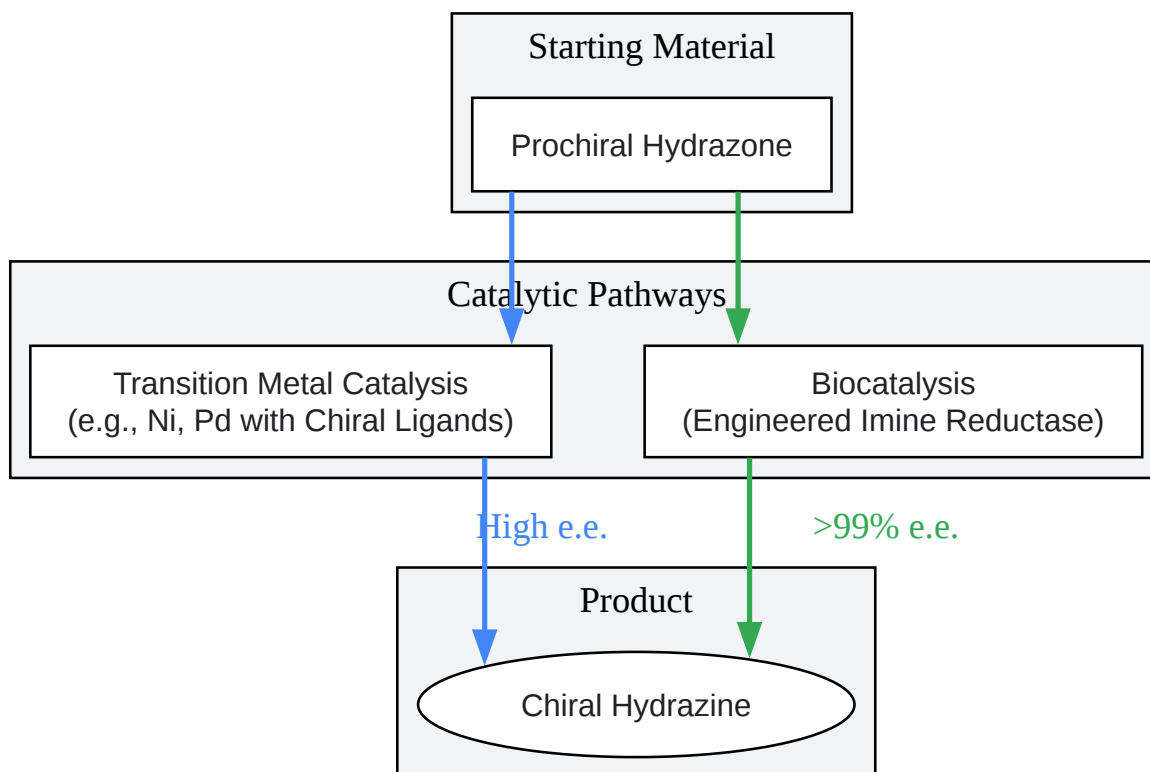 Starting Material
Prochiral Hydrazone
Catalytic Pathways
Transition Metal Catalysis
(e.g., Ni, Pd with Chiral Ligands)
Biocatalysis
(Engineered Imine Reductase)
High e.e.
>99% e.e.
Product
Chiral Hydrazine